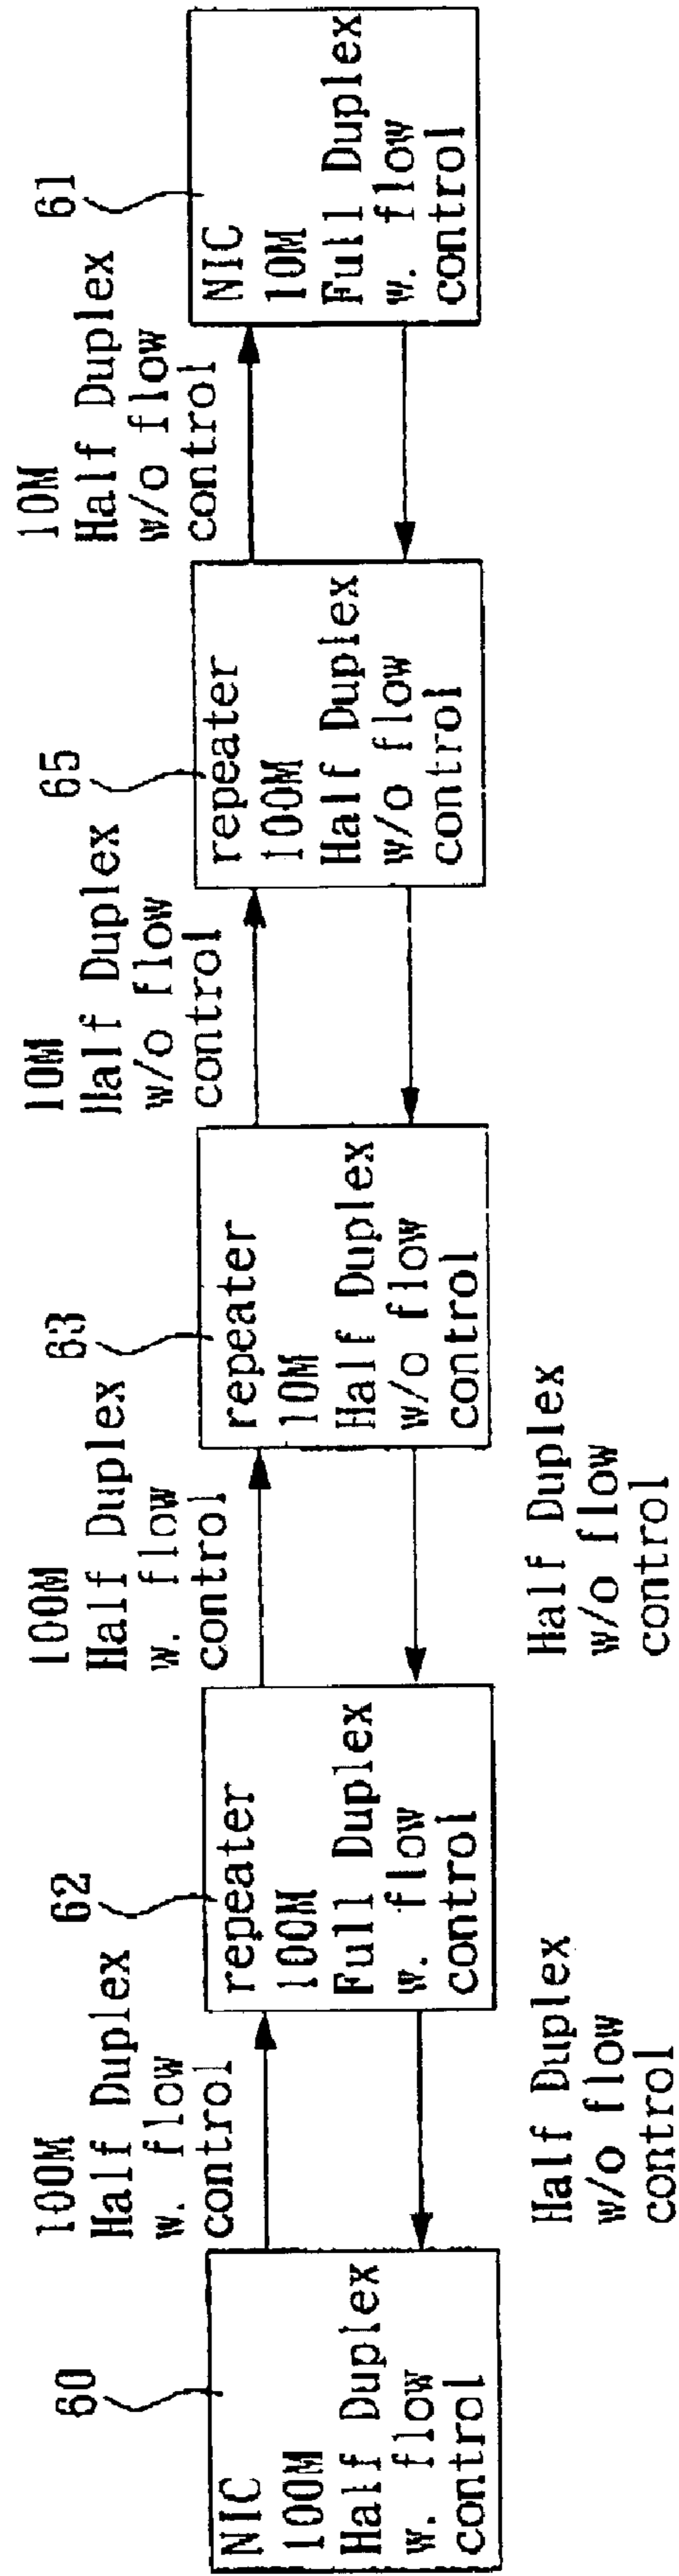 60
NIC
100M
Half Duplex
w. flow
control
100M
Half Duplex
w. flow
control
Half Duplex
w/o flow
control
62
repeater
100M
Full Duplex
w. flow
control
100M
Half Duplex
w. flow
control
Half Duplex
w/o flow
control
63
repeater
10M
Half Duplex
w/o flow
control
10M
Half Duplex
w/o flow
control
65
repeater
100M
Half Duplex
w/o flow
control
10M
Half Duplex
w/o flow
control
61
NIC
10M
Full Duplex
w. flow
control